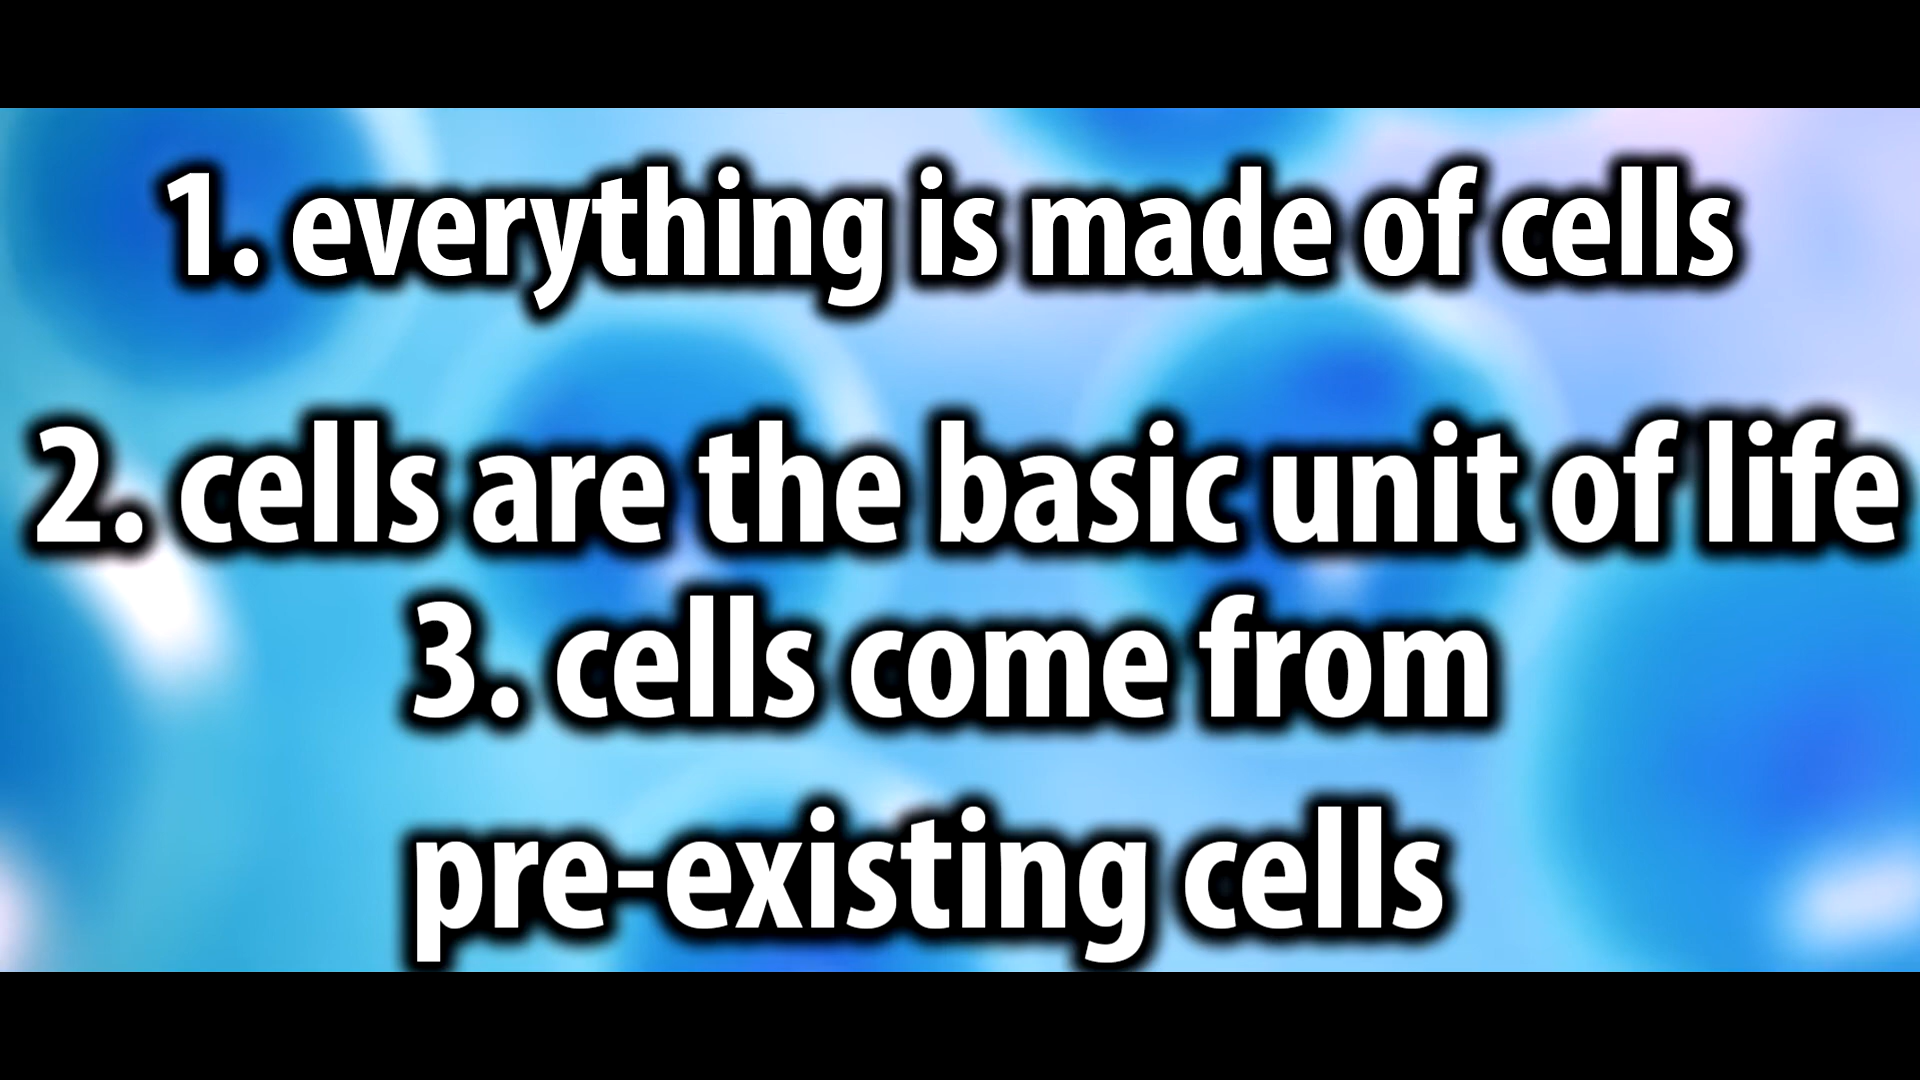 1. everything is made of cells
2. cells are the basic unit of life
3. cells come from
pre-existing cells